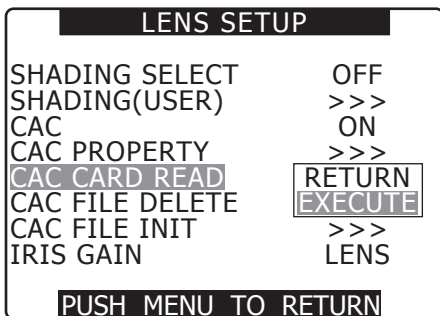 LENS SETUP
SHADING SELECT OFF
SHADING(USER) >>>
CAC ON
CAC PROPERTY >>>
CAC CARD READ RETURN
CAC FILE DELETE EXECUTE
CAC FILE INIT >>>
IRIS GAIN LENS
PUSH MENU TO RETURN